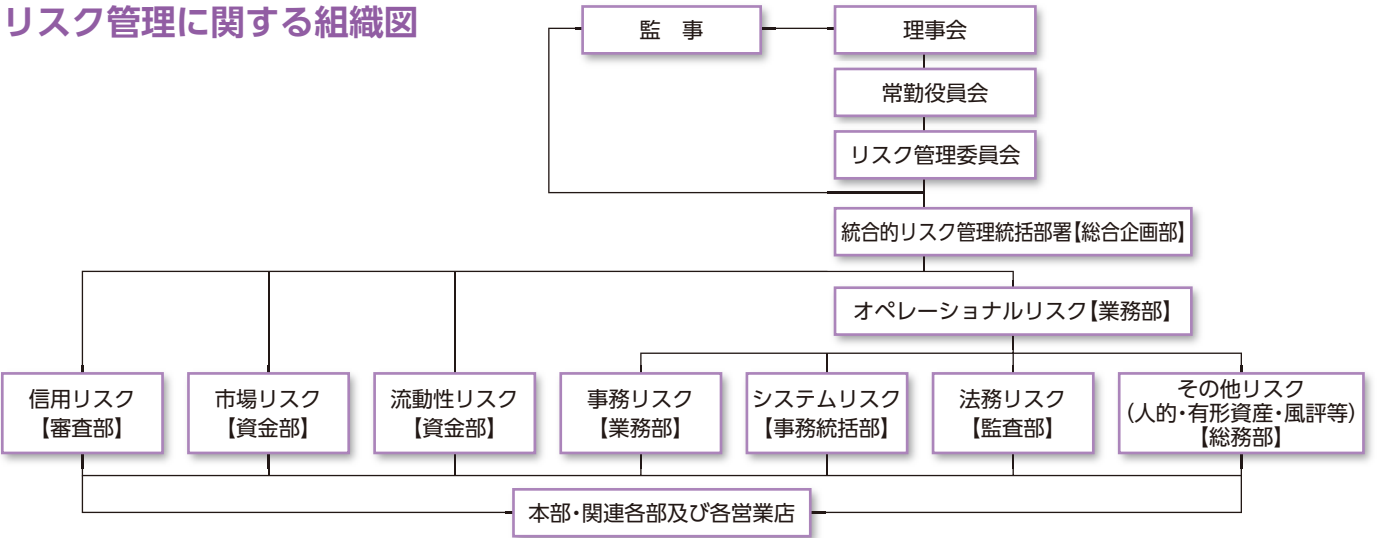 リスク管理に関する組織図
監　事
理事会
常勤役員会
リスク管理委員会
統合的リスク管理統括部署【総合企画部】
オペレーショナルリスク【業務部】
信用リスク
【審査部】
市場リスク
【資金部】
流動性リスク
【資金部】
事務リスク
【業務部】
システムリスク
【事務統括部】
法務リスク
【監査部】
その他リスク
（人的・有形資産・風評等）
【総務部】
本部・関連各部及び各営業店